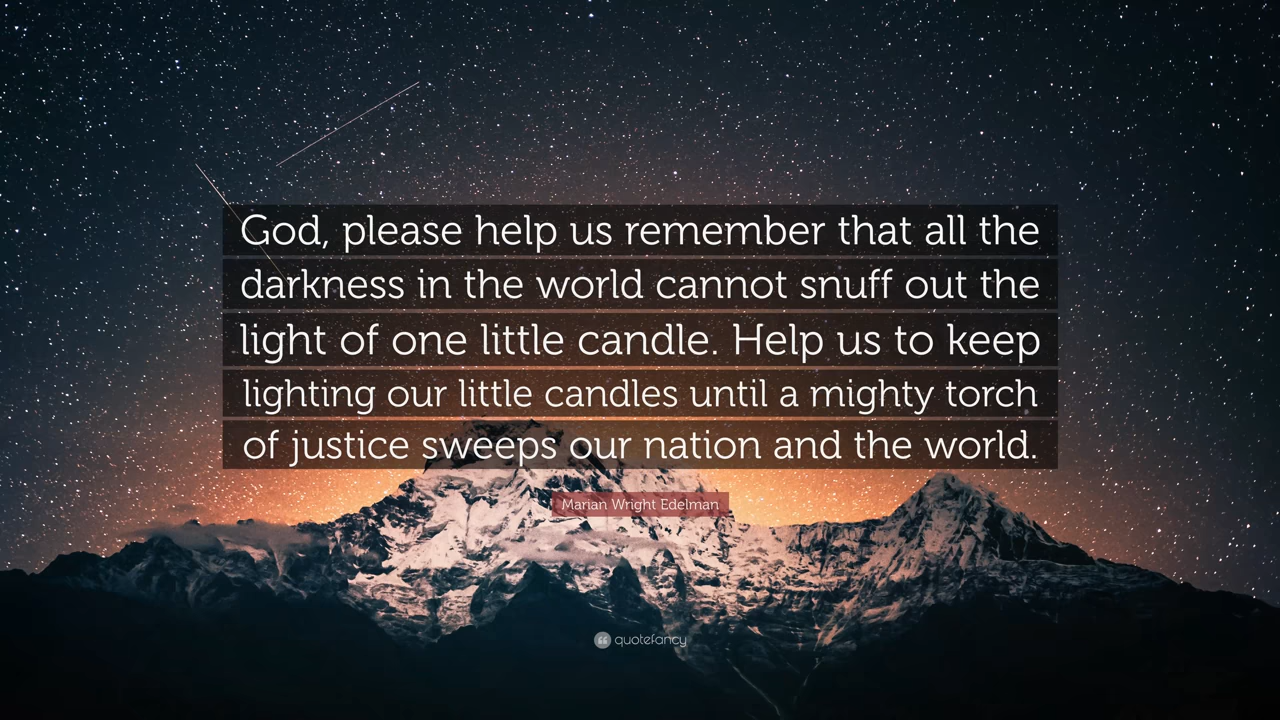 God, please help us remember that all the
darkness in the world cannot snuff out the
light of one little candle. Help us to keep
lighting our little candles until a mighty torch
of justice sweeps our nation and the world.
Marian Wright Edelman
quotefancy